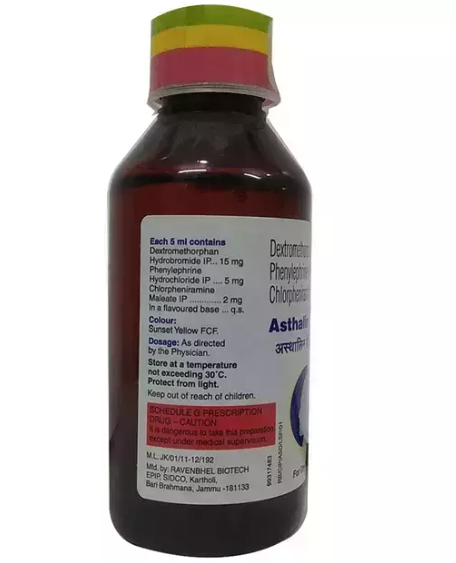 Each 5 ml contains
Dextromethorphan
Hydrobromide IP... 15 mg
Phenylephrine
Hydrochloride IP .... 5 mg
Chlorpheniramine
Maleate IP ............. 2 mg
In a flavoured base ... q.s.
Colour:
Sunset Yellow FCF.
Dosage: As directed
by the Physician.
Store at a temperature
not exceeding 30°C.
Protect from light.
Keep out of reach of children.
SCHEDULE G PRESCRIPTION
DRUG – CAUTION
It is dangerous to take this preparation
except under medical supervision.
M.L. JK/01/11-12/192
Mfd. by: RAVENBHEL BIOTECH
EPIP, SIDCO, Kartholi,
Bari Brahmana, Jammu -181133
Dextrometho
Phenylephrine
Chlorpheniram
Asthali
अस्थालिन